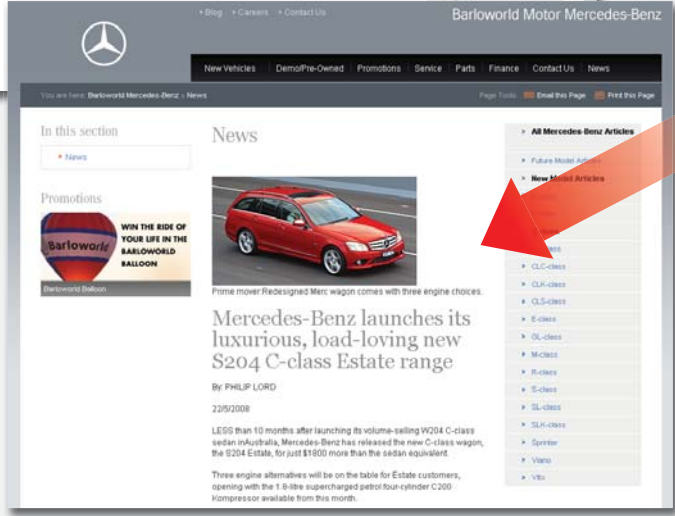 Blog Careers Contact Us
Barloworld Motor Mercedes-Benz
New Vehicles Demo/Pre-Owned Promotions Service Parts Finance Contact Us News
You are here: Barloworld Mercedes-Benz > News
Page Tools: Email this Page Print this Page
In this section
News
Promotions
Barloworld
WIN THE RIDE OF
YOUR LIFE IN THE
BARLOWORLD
BALLOON
Barloworld Balloon
News
Prime mover:Redesigned Merc wagon comes with three engine choices.
Mercedes-Benz launches its
luxurious, load-loving new
S204 C-class Estate range
By: PHILIP LORD
22/5/2008
LESS than 10 months after launching its volume-selling W204 C-class
sedan inAustralia, Mercedes-Benz has released the new C-class wagon,
the S204 Estate, for just $1800 more than the sedan equivalent.
Three engine alternatives will be on the table for Estate customers,
opening with the 1.8-litre supercharged petrol four-cylinder C200
Kompressor available from this month.
All Mercedes-Benz Articles
Future Model
New Model Articles
CLC-class
CLK-class
CLS-class
E-class
GL-class
M-class
R-class
S-class
SL-class
SLK-class
Sprinter
Viano
Vito